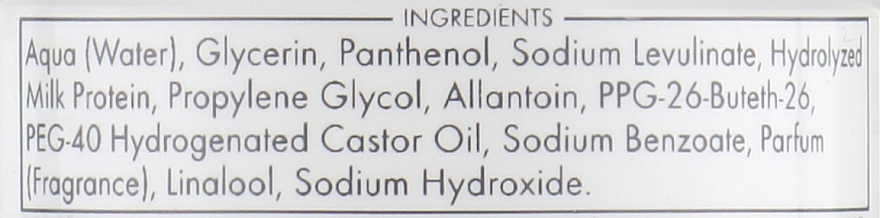 INGREDIENTS
Aqua (Water), Glycerin, Panthenol, Sodium Levulinate, Hydrolyzed
Milk Protein, Propylene Glycol, Allantoin, PPG-26-Buteth-26,
PEG-40 Hydrogenated Castor Oil, Sodium Benzoate, Parfum
(Fragrance), Linalool, Sodium Hydroxide.